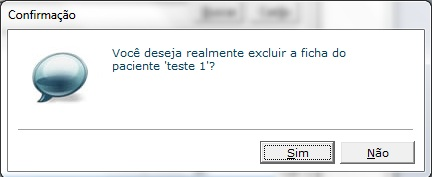 Confirmação
Você deseja realmente excluir a ficha do
paciente 'teste 1'?
Sim
Não